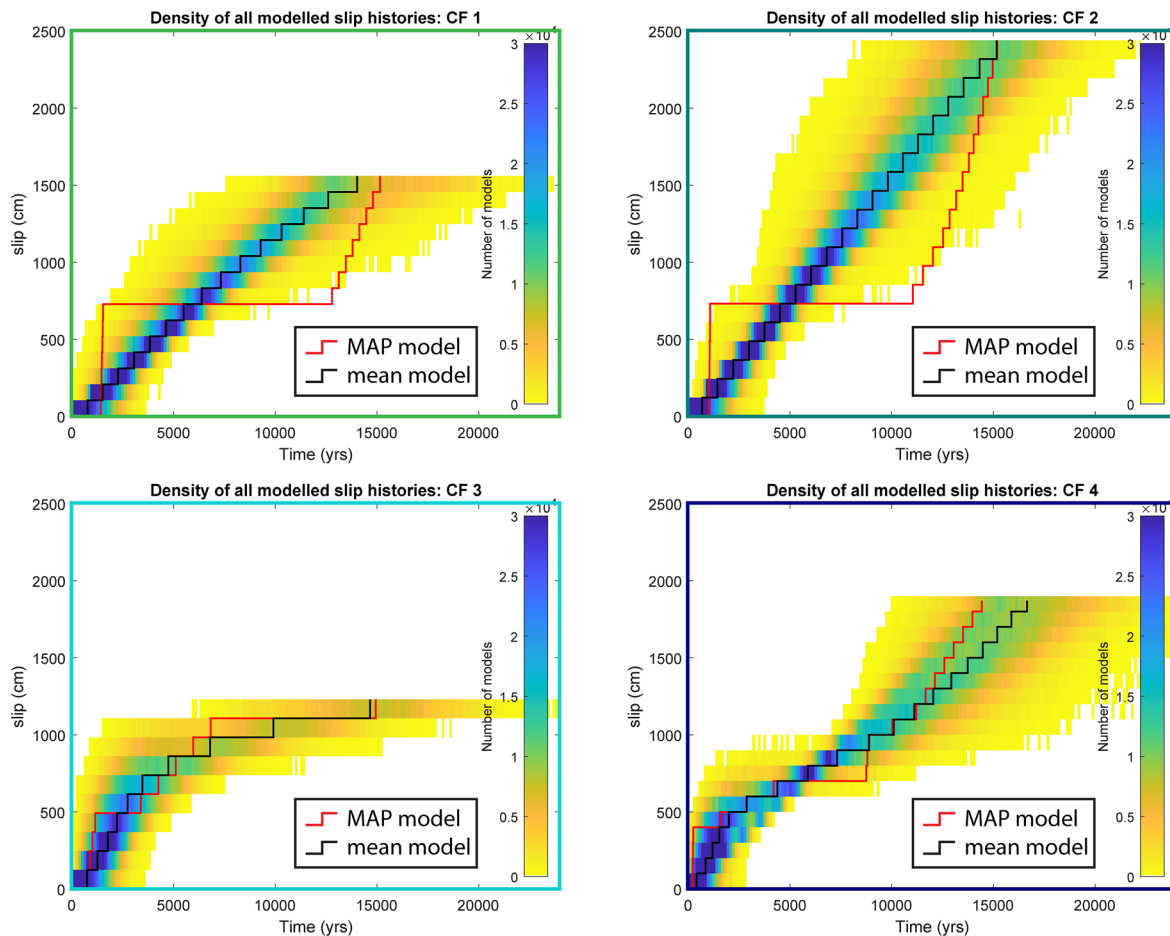 Density of all modelled slip histories: CF 1
2500
2000
1500
1000
500
0
slip (cm)
0 5000 10000 15000 20000
Time (yrs)
×10⁴
3
2.5
2
1.5
1
0.5
0
Number of models
MAP model
mean model
Density of all modelled slip histories: CF 2
2500
2000
1500
1000
500
0
slip (cm)
0 5000 10000 15000 20000
Time (yrs)
×10
3
2.5
2
1.5
1
0.5
0
Number of models
MAP model
mean model
Density of all modelled slip histories: CF 3
2500
2000
1500
1000
500
0
slip (cm)
0 5000 10000 15000 20000
Time (yrs)
×10⁴
3
2.5
2
1.5
1
0.5
0
Number of models
MAP model
mean model
Density of all modelled slip histories: CF 4
2500
2000
1500
1000
500
0
slip (cm)
0 5000 10000 15000 20000
Time (yrs)
×10
3
2.5
2
1.5
1
0.5
0
Number of models
MAP model
mean model